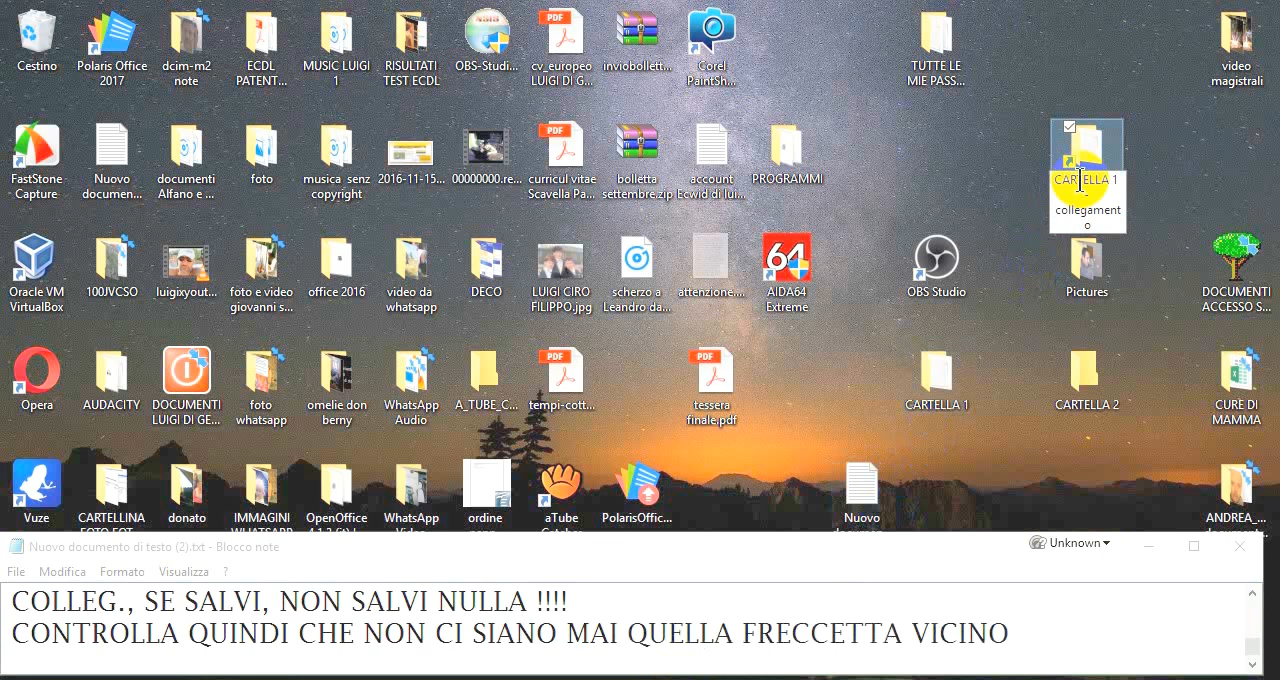 Cestino
Polaris Office
2017
dcim-m2
note
ECDL
PATENT...
MUSIC LUIGI
1
RISULTATI
TEST ECDL
OBS-Studi...
PDF
cv_europeo
LUIGI DI G...
inviobollett...
Corel
PaintSh...
TUTTE LE
MIE PASS...
video
magistrali
FastStone
Capture
Nuovo
documen...
documenti
Alfano e ...
foto
musica senz
copyright
2016-11-15...
00000000.re...
PDF
curricul vitae
Scavella Pa...
bolletta
settembre.zip
account
Ecwid di lui...
PROGRAMMI
CARTELLA 1
-
collegament
o
Oracle VM
VirtualBox
100JVCSO
luigixyout...
foto e video
giovanni s...
office 2016
video da
whatsapp
DECO
LUIGI CIRO
FILIPPO.jpg
scherzo a
Leandro da...
attenzione....
64
AIDA64
Extreme
OBS Studio
Pictures
DOCUMENTI
ACCESSO S...
Opera
AUDACITY
DOCUMENTI
LUIGI DI GE...
foto
whatsapp
omelie don
berny
WhatsApp
Audio
A_TUBE_C...
PDF
tempi-cott...
PDF
tessera
finale.pdf
CARTELLA 1
CARTELLA 2
CURE DI
MAMMA
Vuze
CARTELLINA
donato
IMMAGINI
WHATSAPP
OpenOffice
WhatsApp
ordine
aTube
PolarisOffic...
Nuovo
ANDREA_...
Nuovo documento di testo (2).txt - Blocco note
Unknown
File Modifica Formato Visualizza ?
COLLEG., SE SALVI, NON SALVI NULLA !!!!
CONTROLLA QUINDI CHE NON CI SIANO MAI QUELLA FRECCETTA VICINO